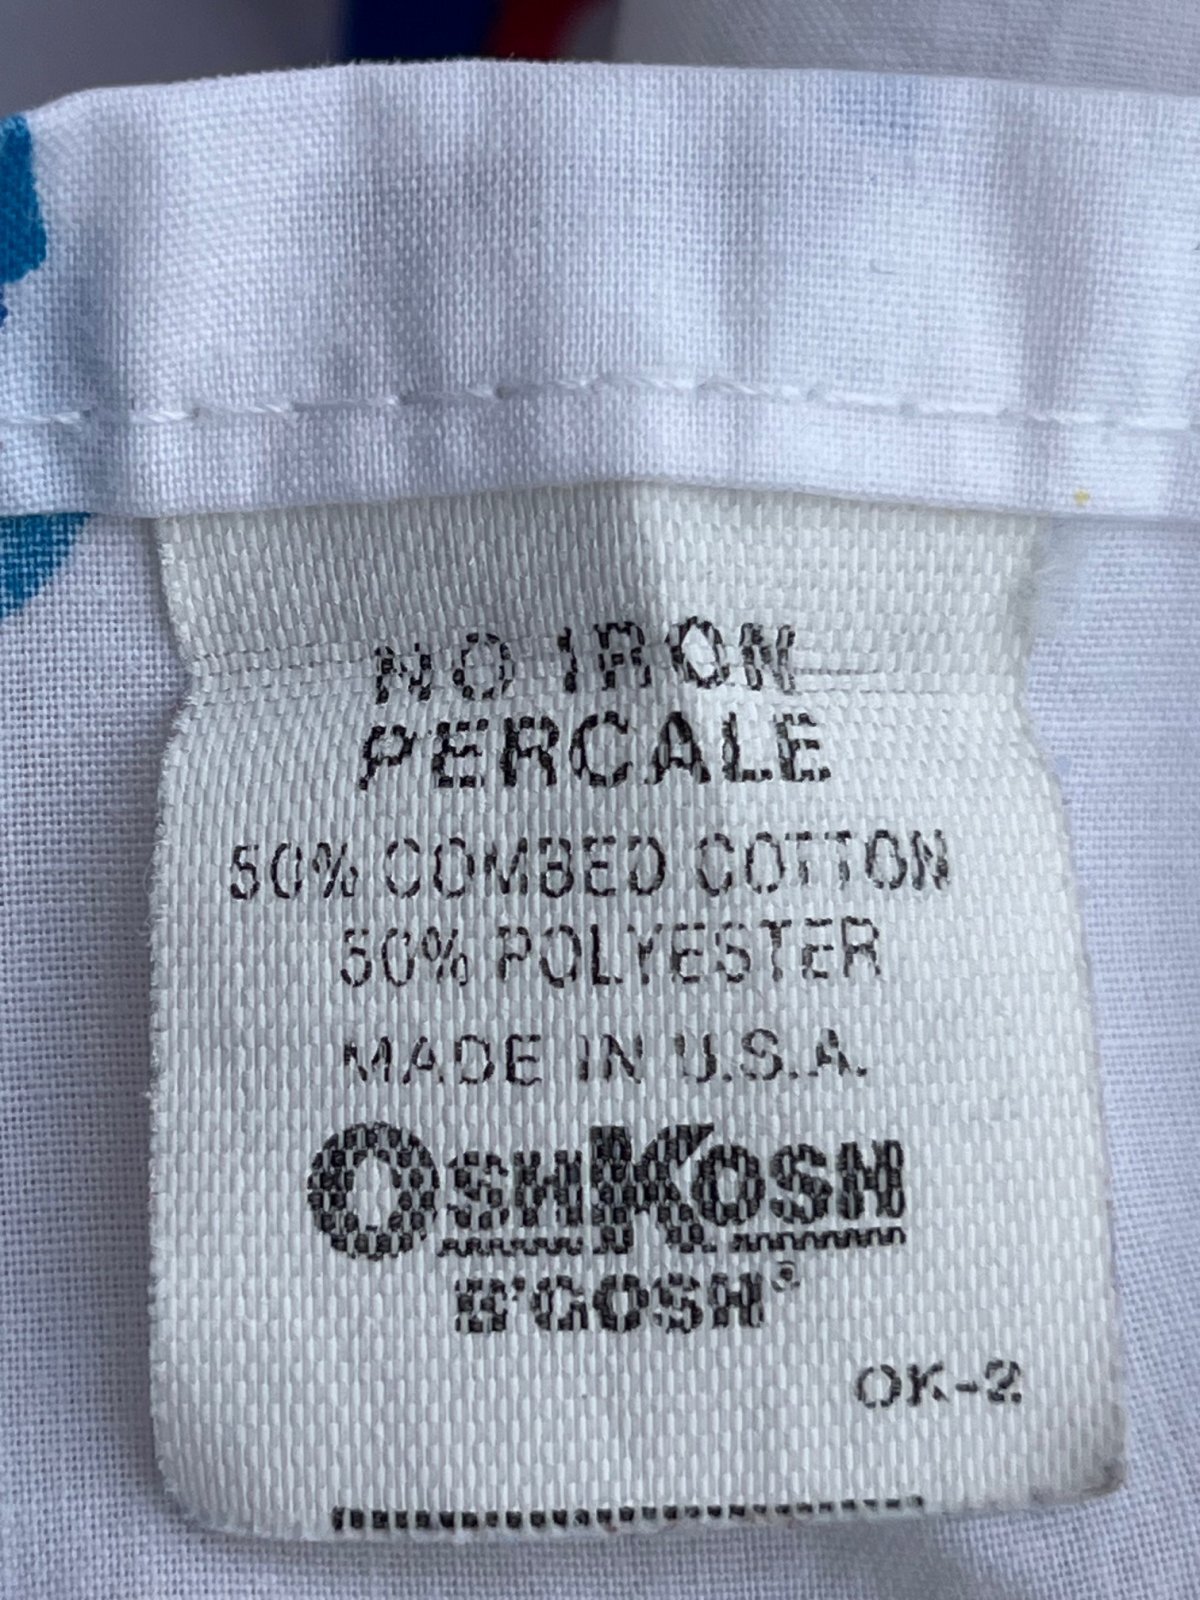 NO IRON
PERCALE
50% COMBED COTTON
50% POLYESTER
MADE IN U.S.A.
OSHKOSH
B'GOSH®
OK-2